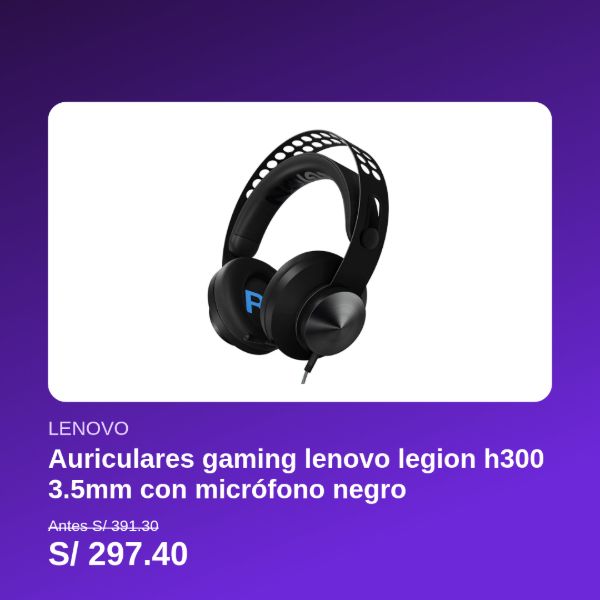 R
LENOVO
Auriculares gaming lenovo legion h300
3.5mm con micrófono negro
Antes S/ 391.30
S/ 297.40